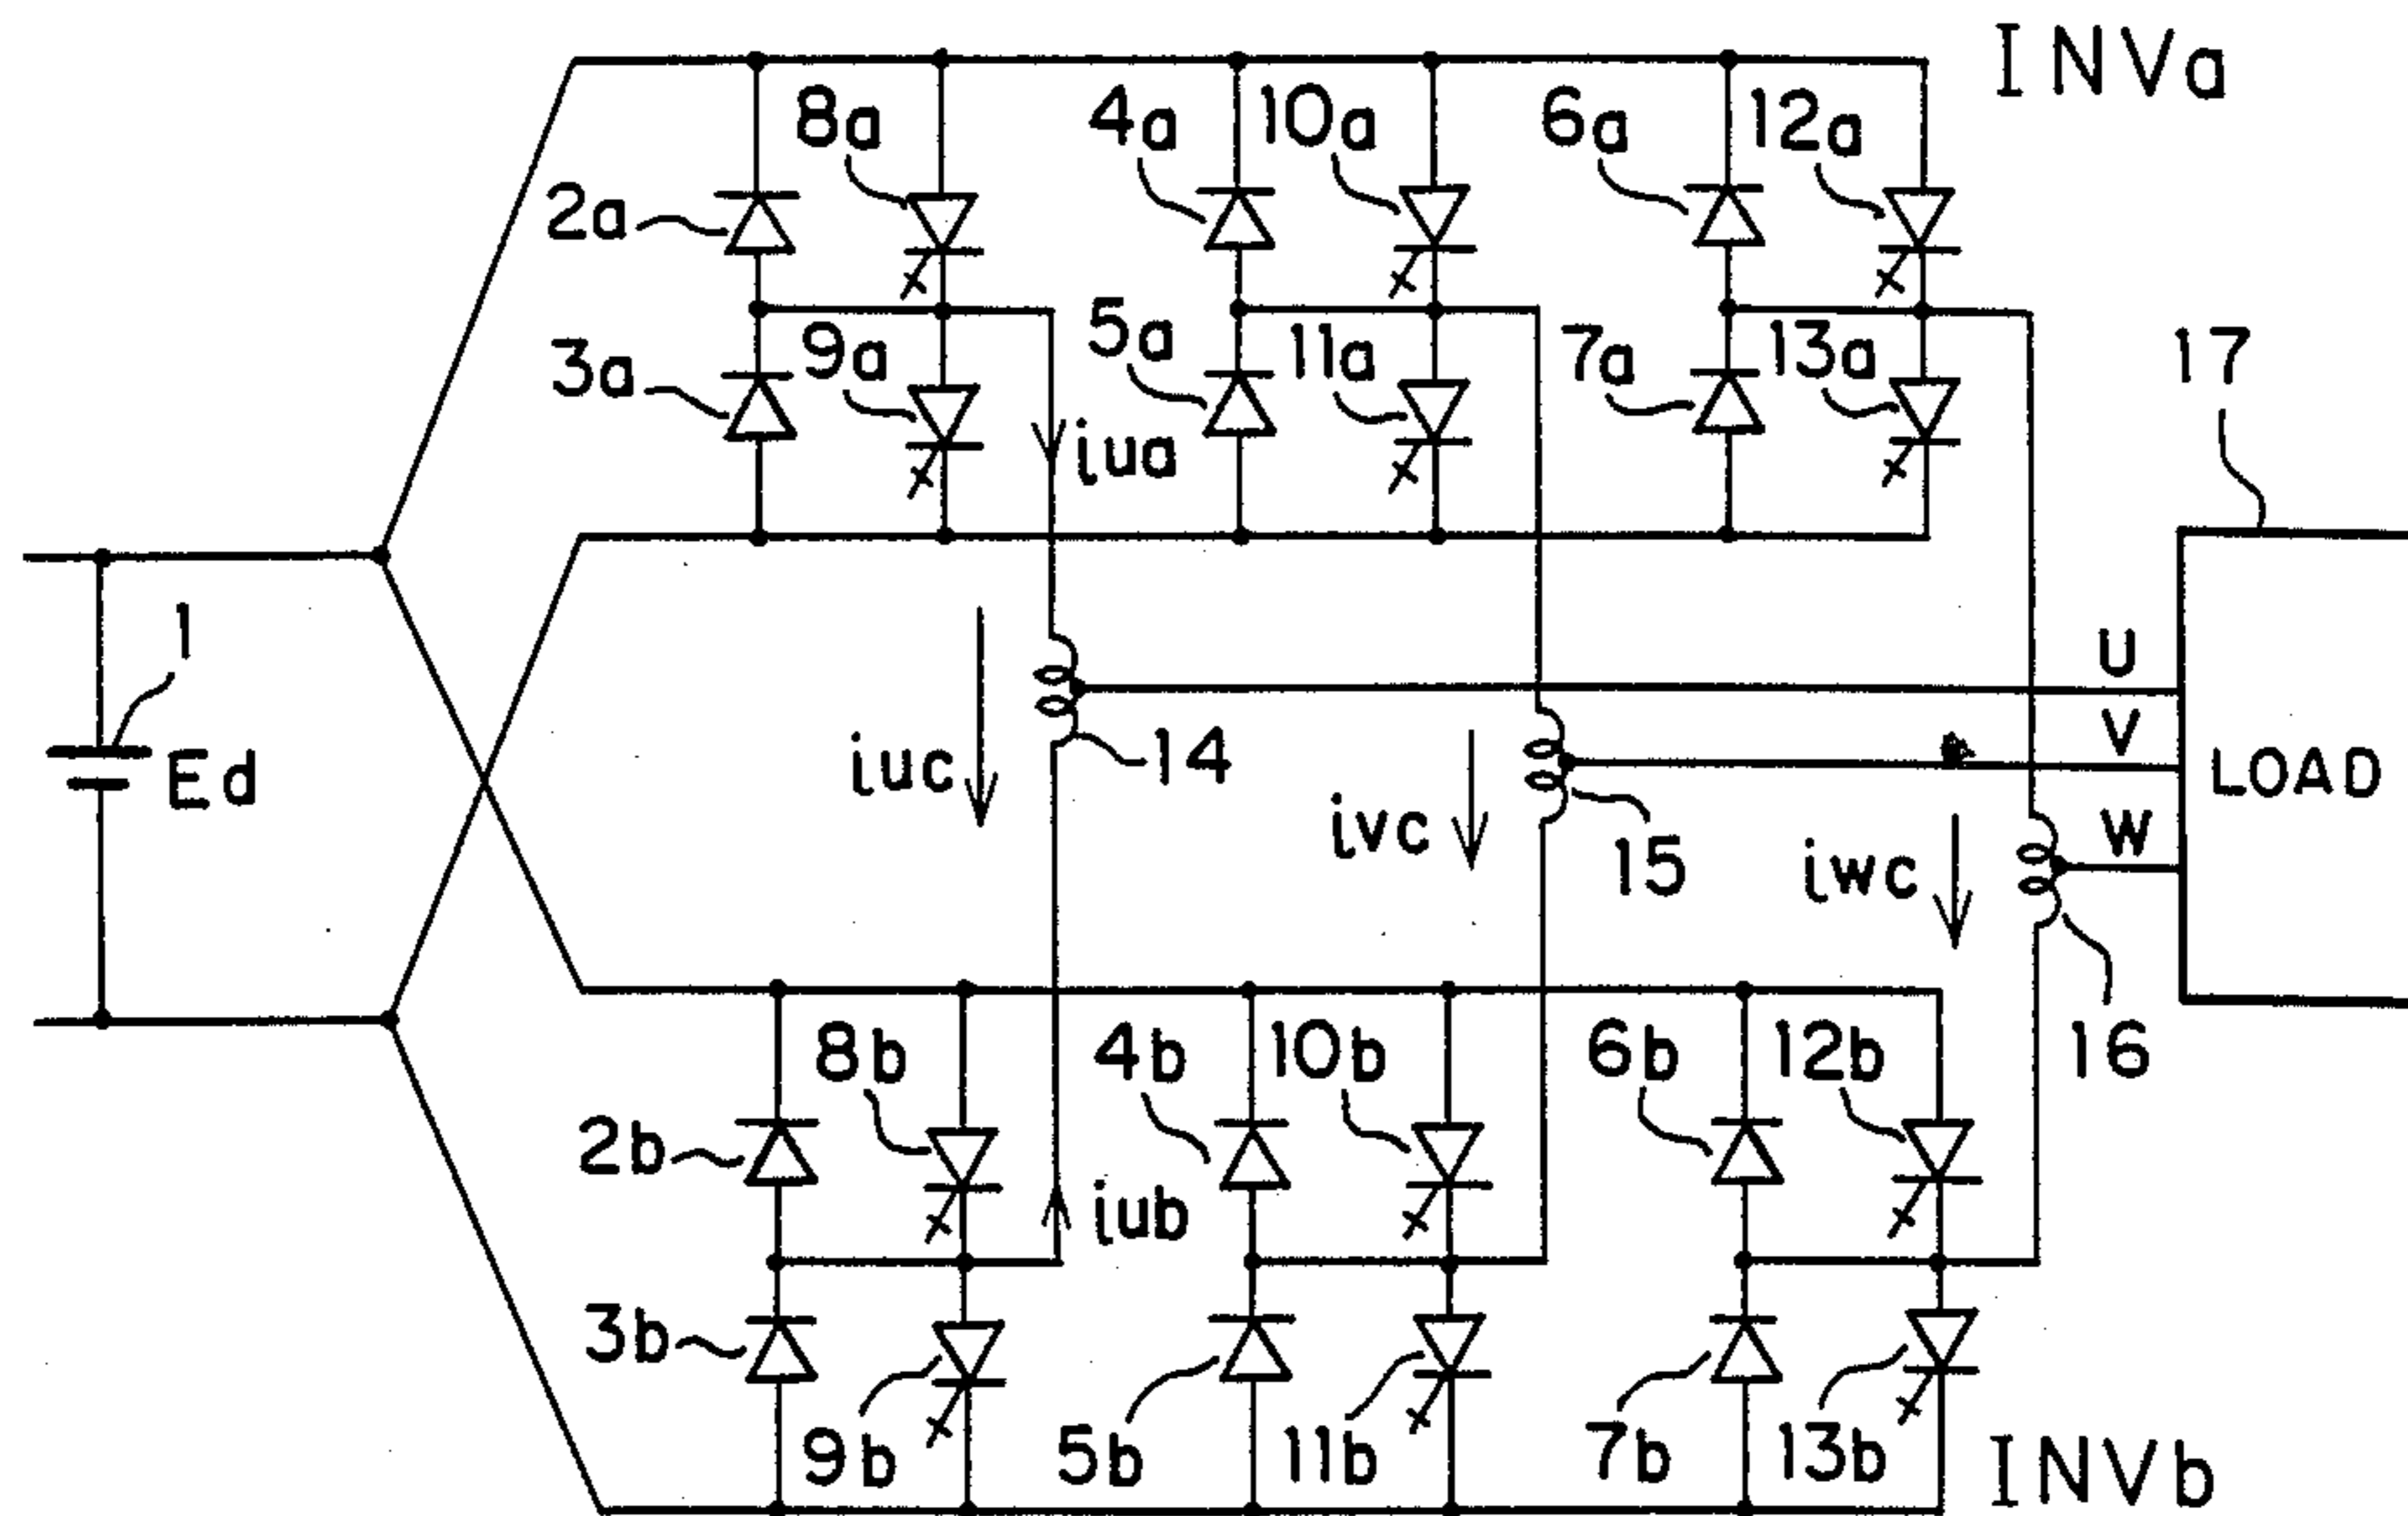 INVa
8a
4a
10a
6a
12a
2a
3a
9a
5a
11a
7a
13a
17
iua
1
U
V
Ed
iuc
14
LOAD
ivc
15
W
iwc
8b
4b
10b
6b
12b
16
2b
iub
3b
9b
5b
11b
7b
13b
INVb